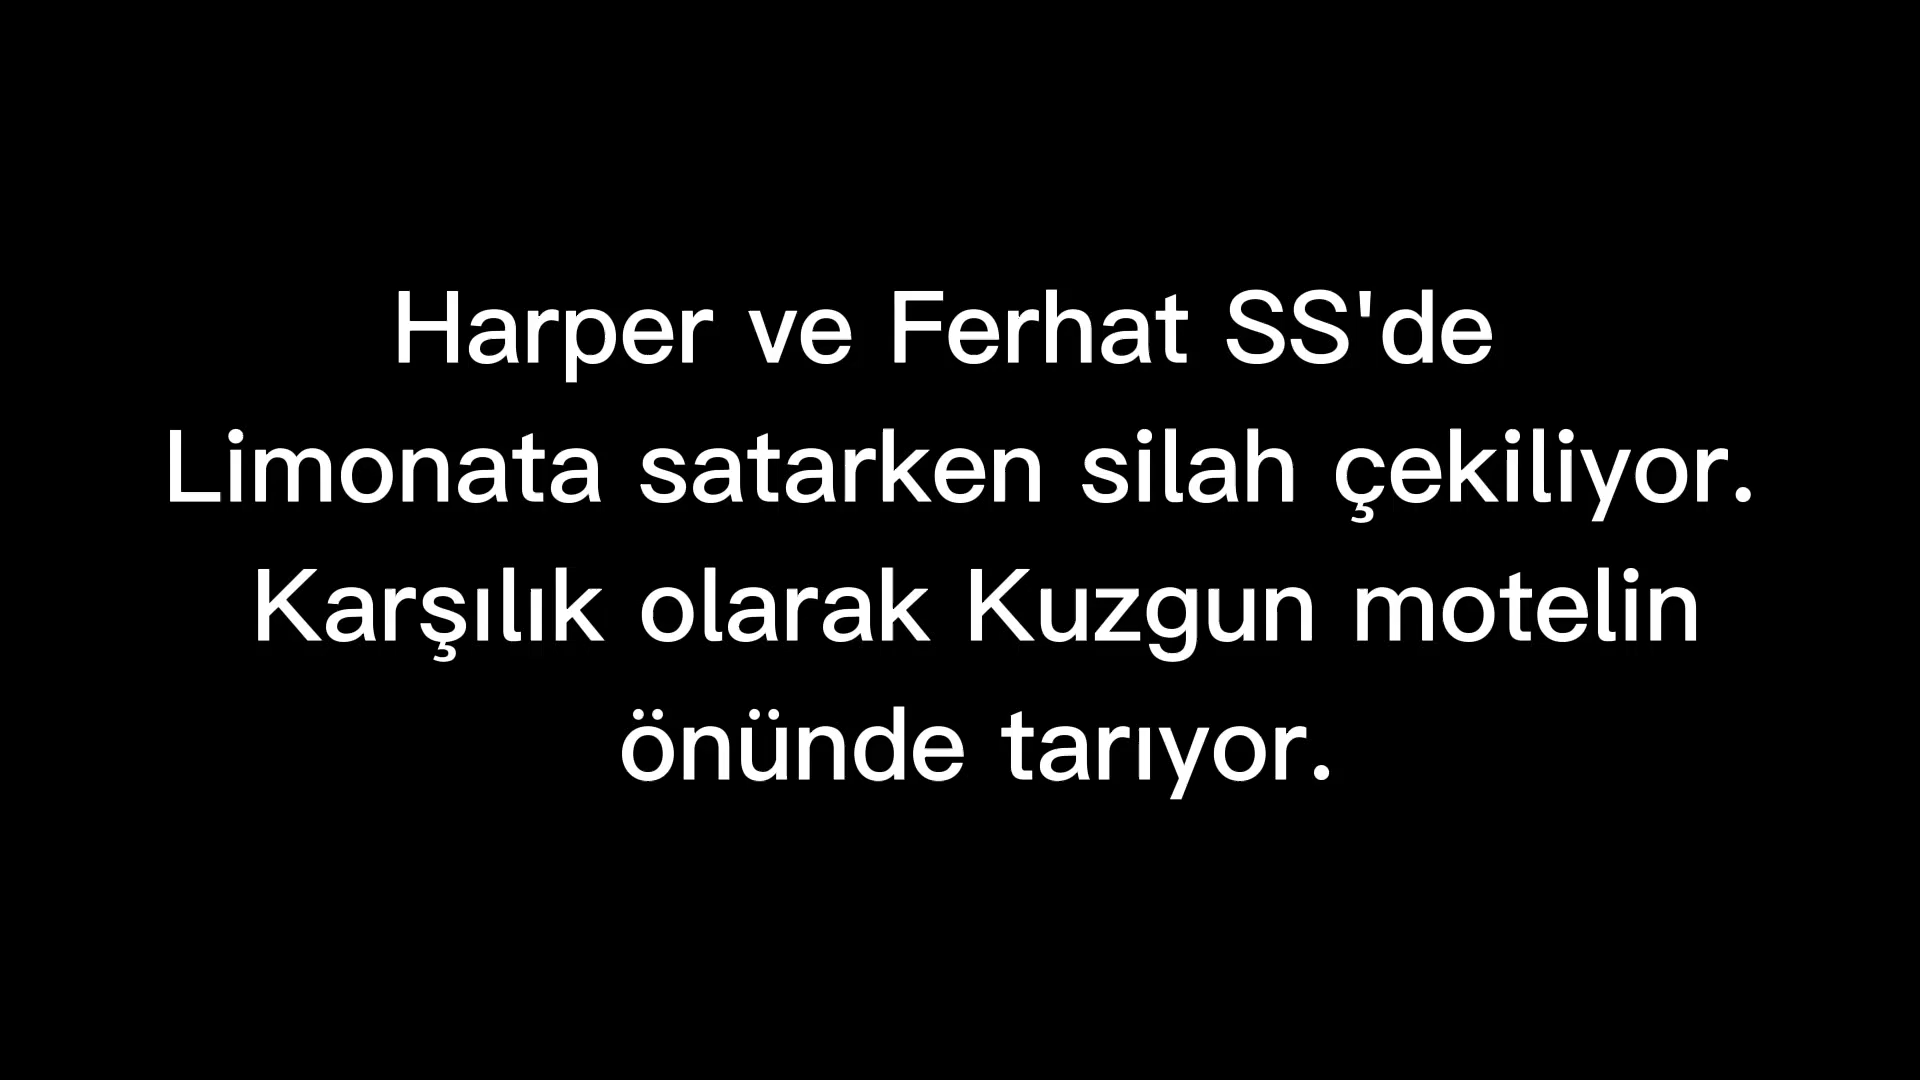 Harper ve Ferhat SS'de
Limonata satarken silah çekiliyor.
Karşılık olarak Kuzgun motelin
önünde tarıyor.